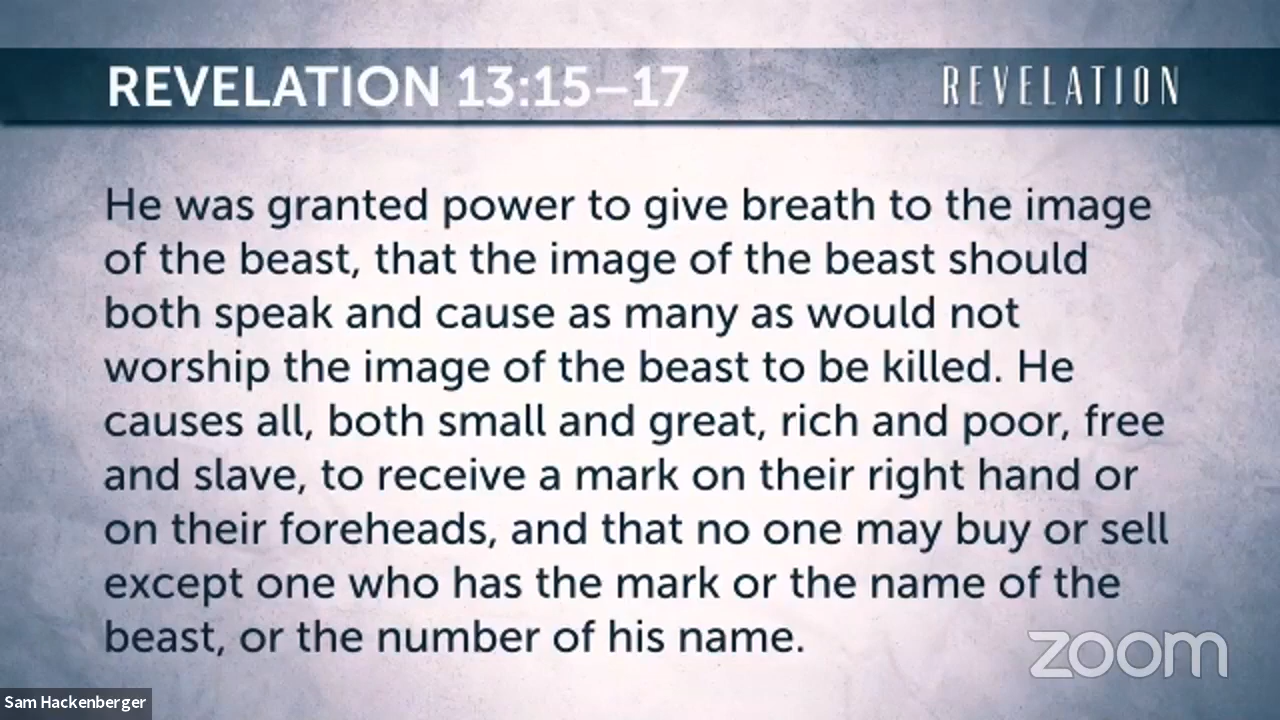 REVELATION 13:15–17
REVELATION
He was granted power to give breath to the image
of the beast, that the image of the beast should
both speak and cause as many as would not
worship the image of the beast to be killed. He
causes all, both small and great, rich and poor, free
and slave, to receive a mark on their right hand or
on their foreheads, and that no one may buy or sell
except one who has the mark or the name of the
beast, or the number of his name.
zoom
Sam Hackenberger